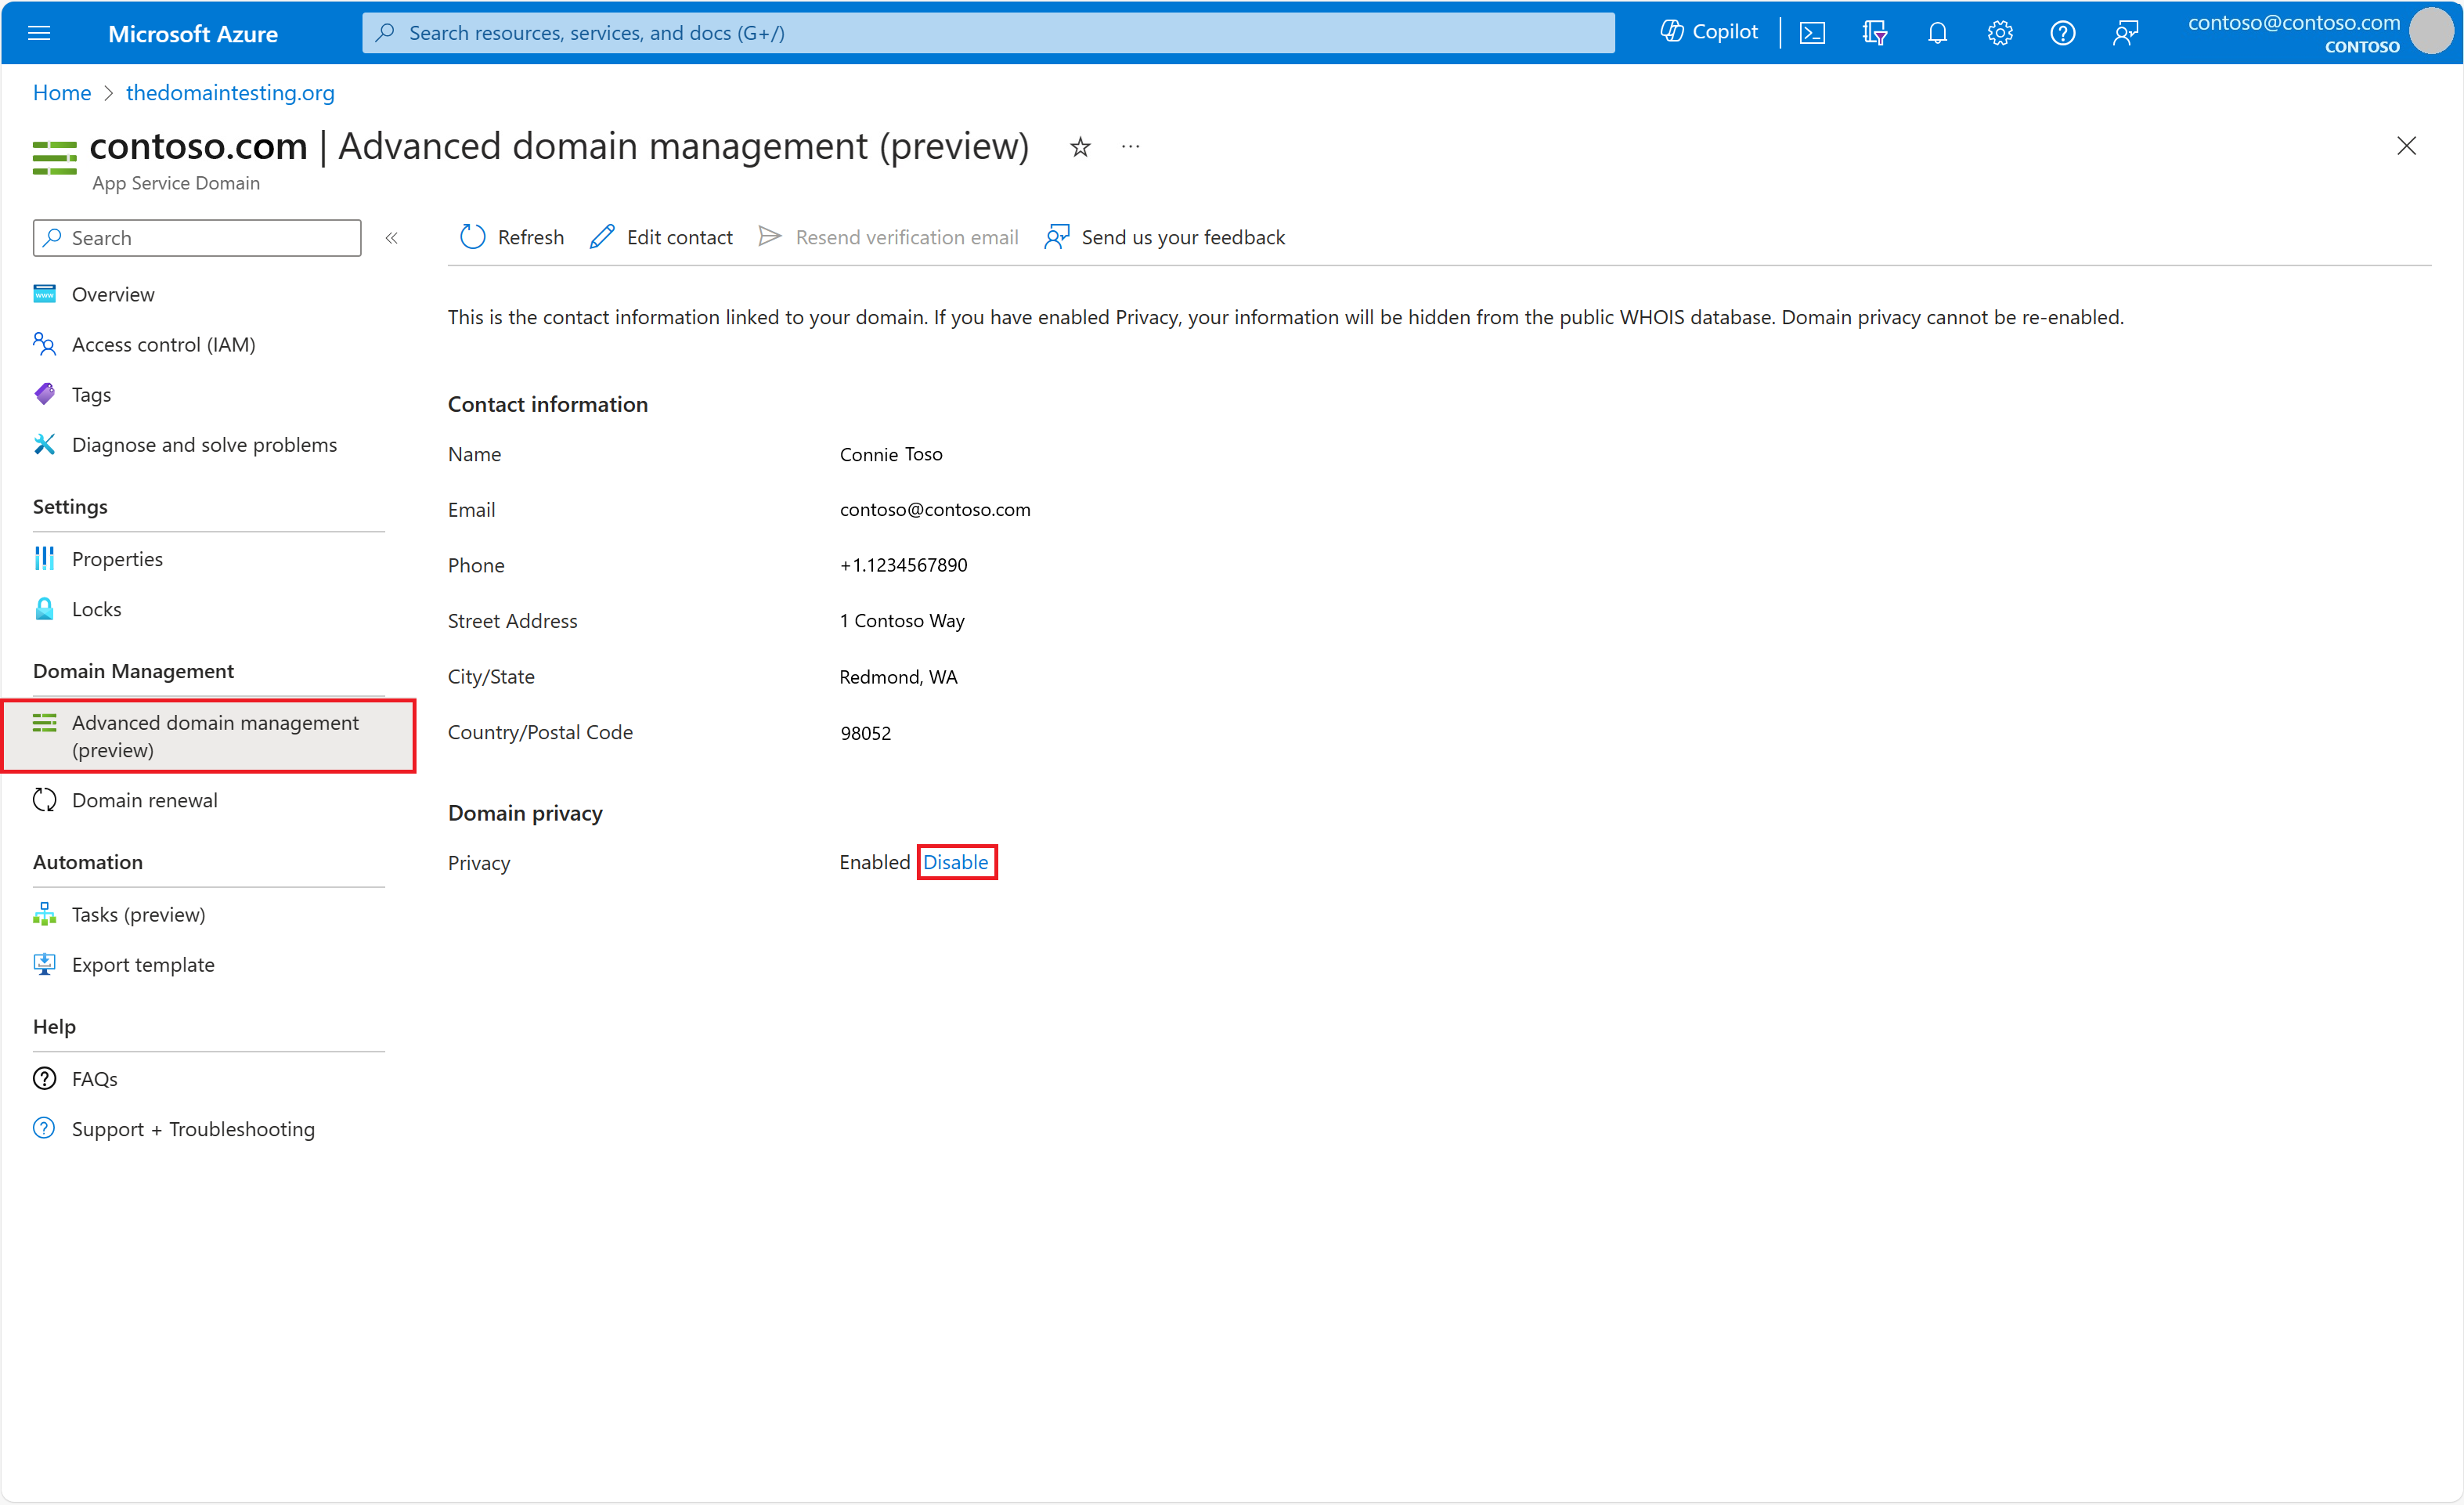 Microsoft Azure
Search resources, services, and docs (G+/)
Copilot
contoso@contoso.com
CONTOSO
Home > thedomaintesting.org
contoso.com | Advanced domain management (preview)
App Service Domain
Search
Refresh
Edit contact
Resend verification email
Send us your feedback
Overview
Access control (IAM)
Tags
Diagnose and solve problems
Settings
Properties
Locks
Domain Management
Advanced domain management
(preview)
Domain renewal
Automation
Tasks (preview)
Export template
Help
FAQs
Support + Troubleshooting
This is the contact information linked to your domain. If you have enabled Privacy, your information will be hidden from the public WHOIS database. Domain privacy cannot be re-enabled.
Contact information
Name Connie Toso
Email contoso@contoso.com
Phone +1.1234567890
Street Address 1 Contoso Way
City/State Redmond, WA
Country/Postal Code 98052
Domain privacy
Privacy Enabled Disable